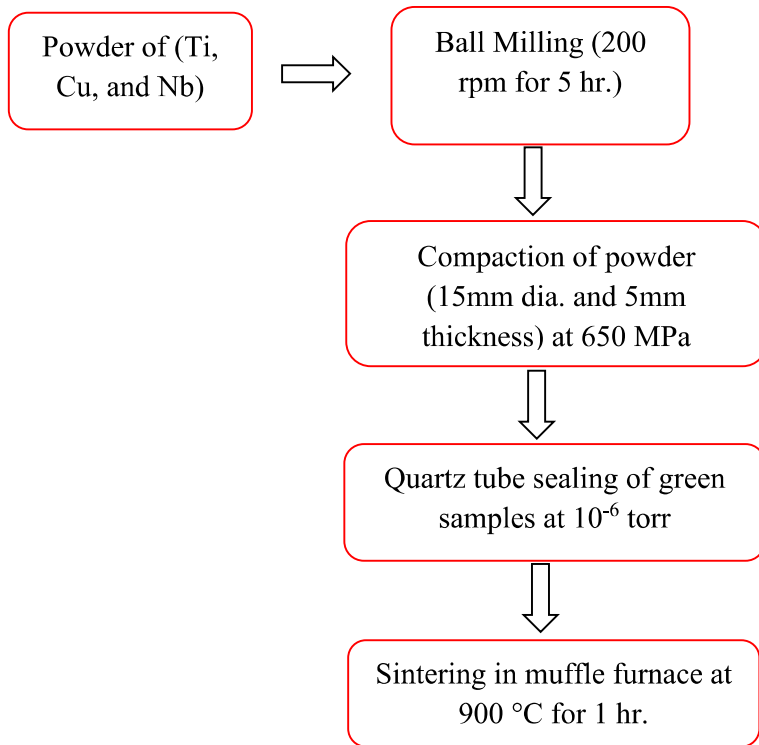 Powder of (Ti,
Cu, and Nb)
Ball Milling (200
rpm for 5 hr.)
Compaction of powder
(15mm dia. and 5mm
thickness) at 650 MPa
Quartz tube sealing of green
samples at 10⁻⁶ torr
Sintering in muffle furnace at
900 °C for 1 hr.